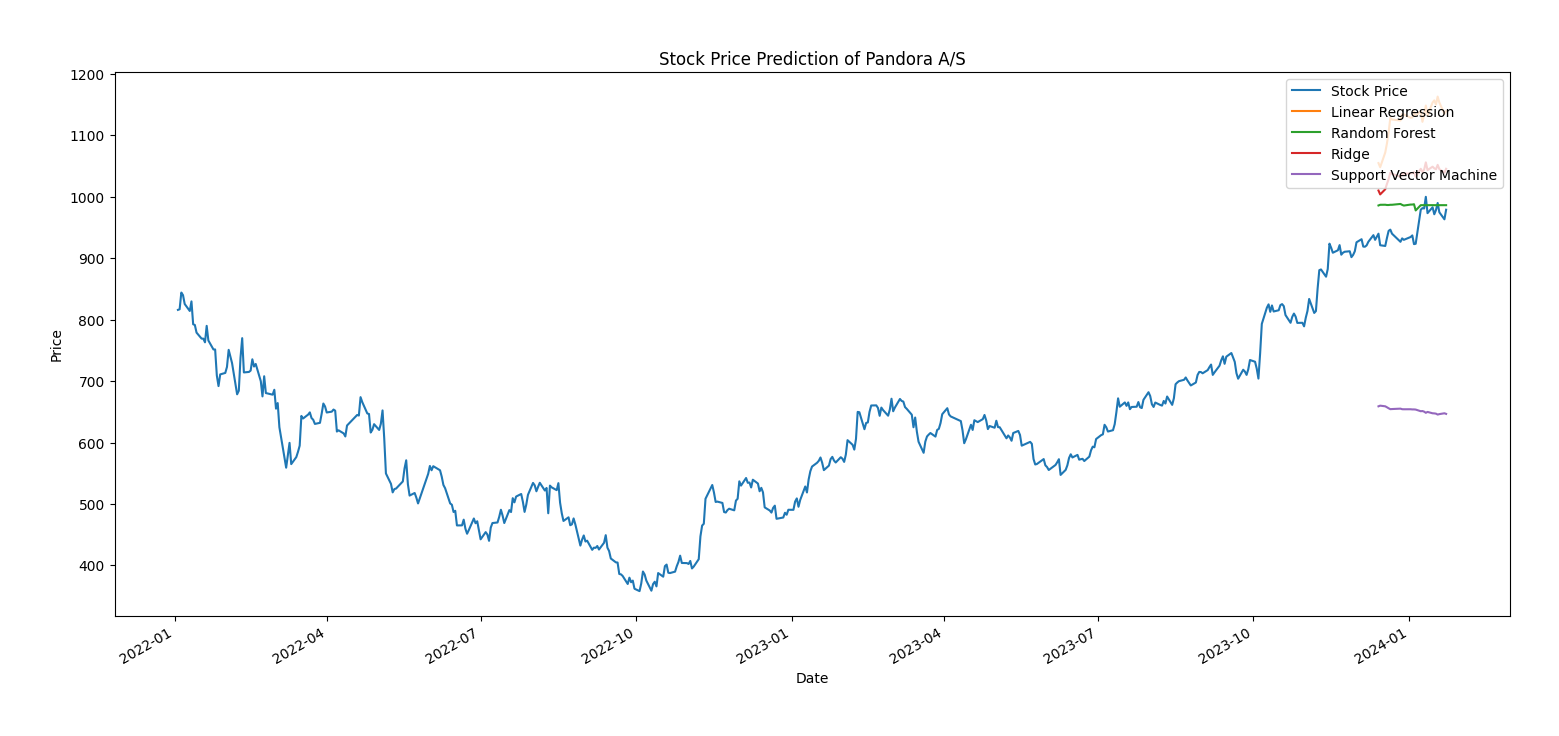 Stock Price Prediction of Pandora A/S
Price
1200
1100
1000
900
800
700
600
500
400
Stock Price
Linear Regression
Random Forest
Ridge
Support Vector Machine
2022-01
2022-04
2022-07
2022-10
2023-01
2023-04
2023-07
2023-10
2024-01
Date